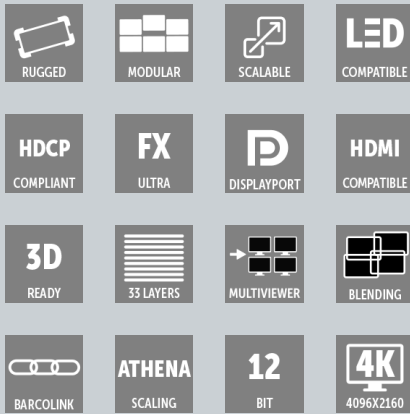 RUGGED
MODULAR
SCALABLE
LED
COMPATIBLE
HDCP
COMPLIANT
FX
ULTRA
DISPLAYPORT
HDMI
COMPATIBLE
3D
READY
33 LAYERS
MULTIVIEWER
BLENDING
BARCOLINK
ATHENA
SCALING
12
BIT
4K
4096X2160